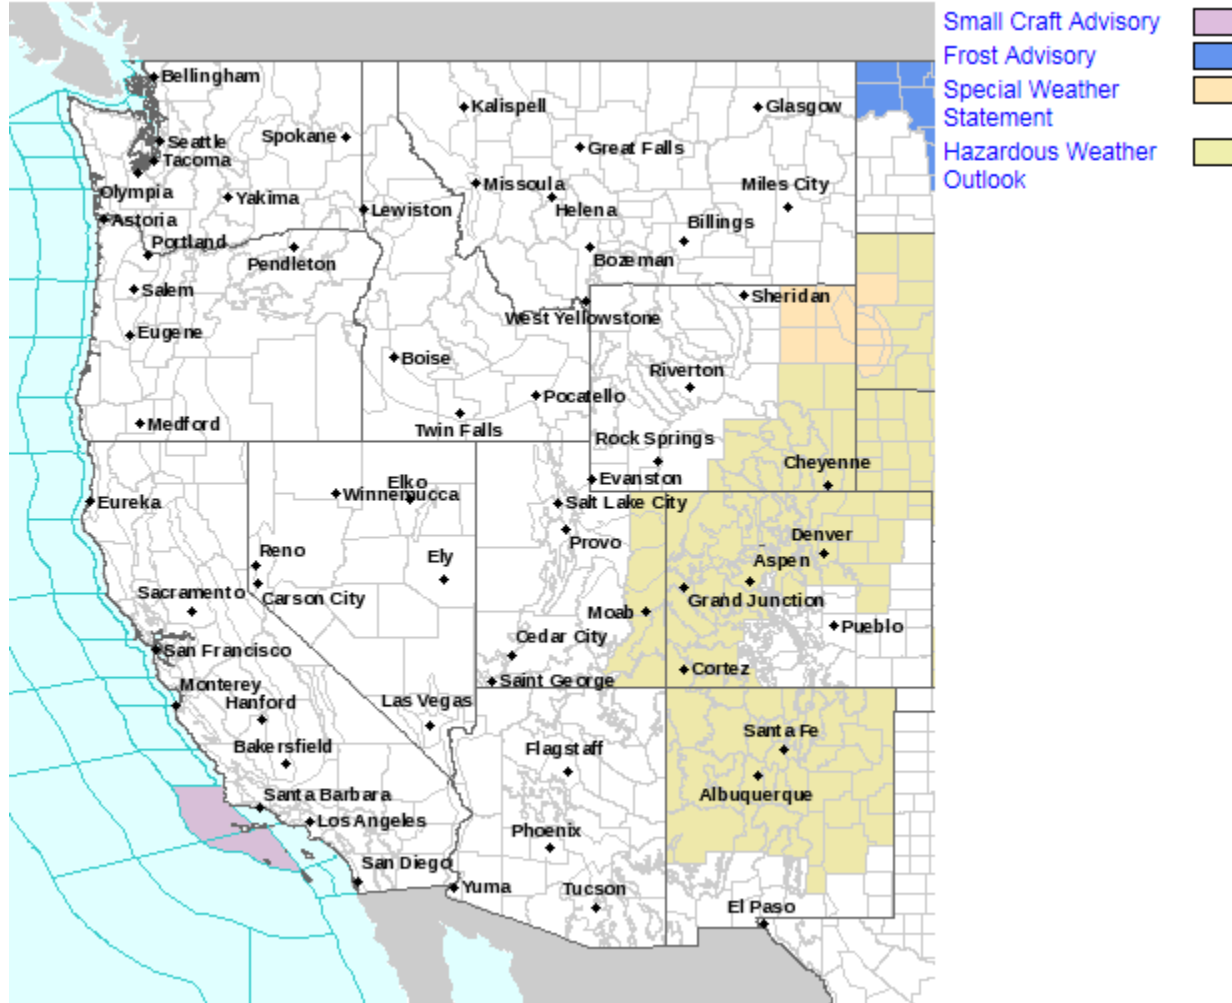 Small Craft Advisory
Frost Advisory
Special Weather
Statement
Hazardous Weather
Outlook
Bellingham
Kalispell
Glasgow
Seattle
Spokane
Great Falls
Tacoma
Olympia
Yakima
Missoula
Miles City
Astoria
Lewiston
Helena
Billings
Portland
Pendleton
Bozeman
Salem
Sheridan
West Yellowstone
Eugene
Boise
Riverton
Pocatello
Medford
Twin Falls
Rock Springs
Cheyenne
Evanston
Elko
Winnemucca
Eureka
Salt Lake City
Provo
Denver
Reno
Ely
Aspen
Sacramento
Carson City
Grand Junction
Moab
Pueblo
Cedar City
San Francisco
Cortez
Saint George
Monterey
Hanford
Las Vegas
Santa Fe
Bakersfield
Flagstaff
Santa Barbara
Albuquerque
Los Angeles
Phoenix
San Diego
Yuma
Tucson
El Paso